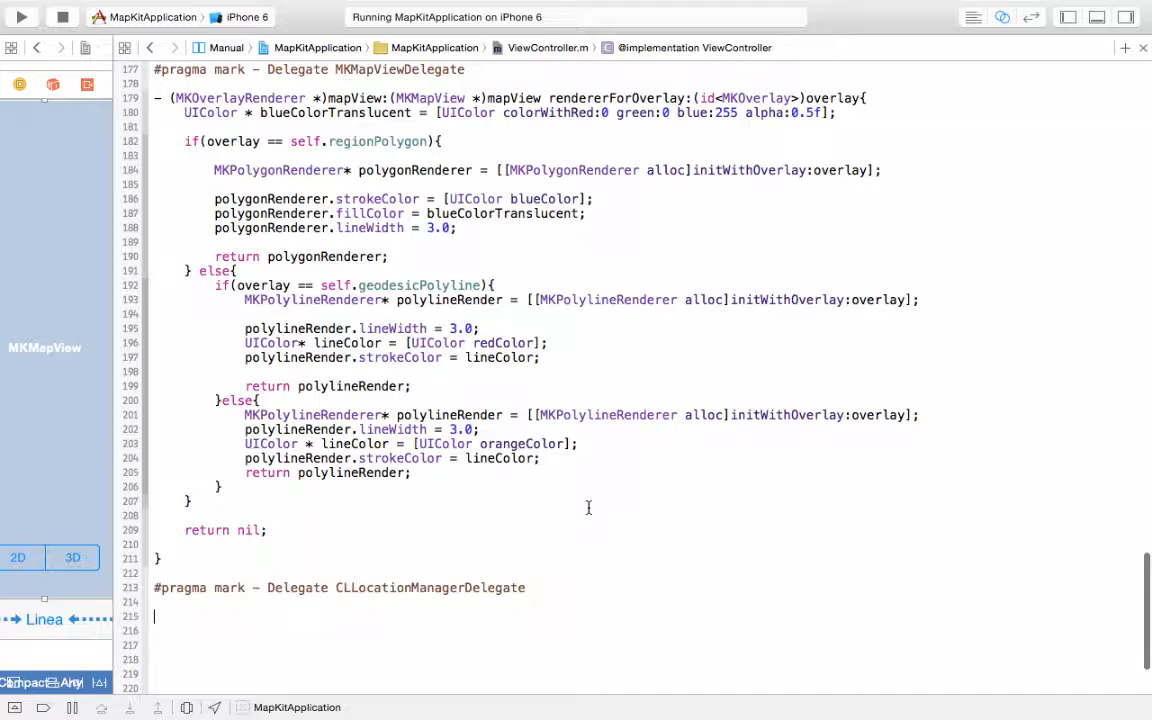 MapKitApplication 〉 iPhone 6
Running MapKitApplication on iPhone 6
Manual 〉 MapKitApplication 〉 MapKitApplication 〉 ViewController.m 〉 C @implementation ViewController
177 #pragma mark - Delegate MKMapViewDelegate
178
179 - (MKOverlayRenderer *)mapView:(MKMapView *)mapView rendererForOverlay:(id<MKOverlay>)overlay{
180 UIColor * blueColorTranslucent = [UIColor colorWithRed:0 green:0 blue:255 alpha:0.5f];
181
182 if(overlay == self.regionPolygon){
183
184 MKPolygonRenderer* polygonRenderer = [[MKPolygonRenderer alloc]initWithOverlay:overlay];
185
186 polygonRenderer.strokeColor = [UIColor blueColor];
187 polygonRenderer.fillColor = blueColorTranslucent;
188 polygonRenderer.lineWidth = 3.0;
189
190 return polygonRenderer;
191 } else{
192 if(overlay == self.geodesicPolyline){
193 MKPolylineRenderer* polylineRender = [[MKPolylineRenderer alloc]initWithOverlay:overlay];
194
195 polylineRender.lineWidth = 3.0;
196 UIColor* lineColor = [UIColor redColor];
197 polylineRender.strokeColor = lineColor;
198
199 return polylineRender;
200 }else{
201 MKPolylineRenderer* polylineRender = [[MKPolylineRenderer alloc]initWithOverlay:overlay];
202 polylineRender.lineWidth = 3.0;
203 UIColor * lineColor = [UIColor orangeColor];
204 polylineRender.strokeColor = lineColor;
205 return polylineRender;
206 }
207 }
208
209 return nil;
210
211 }
212
213 #pragma mark - Delegate CLLocationManagerDelegate
214
215
216
217
218
219
220
MKMapView
2D 3D
Linea
Any
MapKitApplication